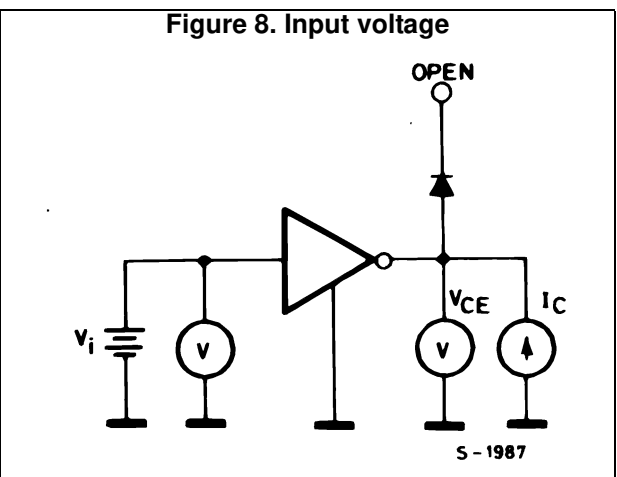 Figure 8. Input voltage
OPEN
Vi
V
VCE
V
IC
S-1987